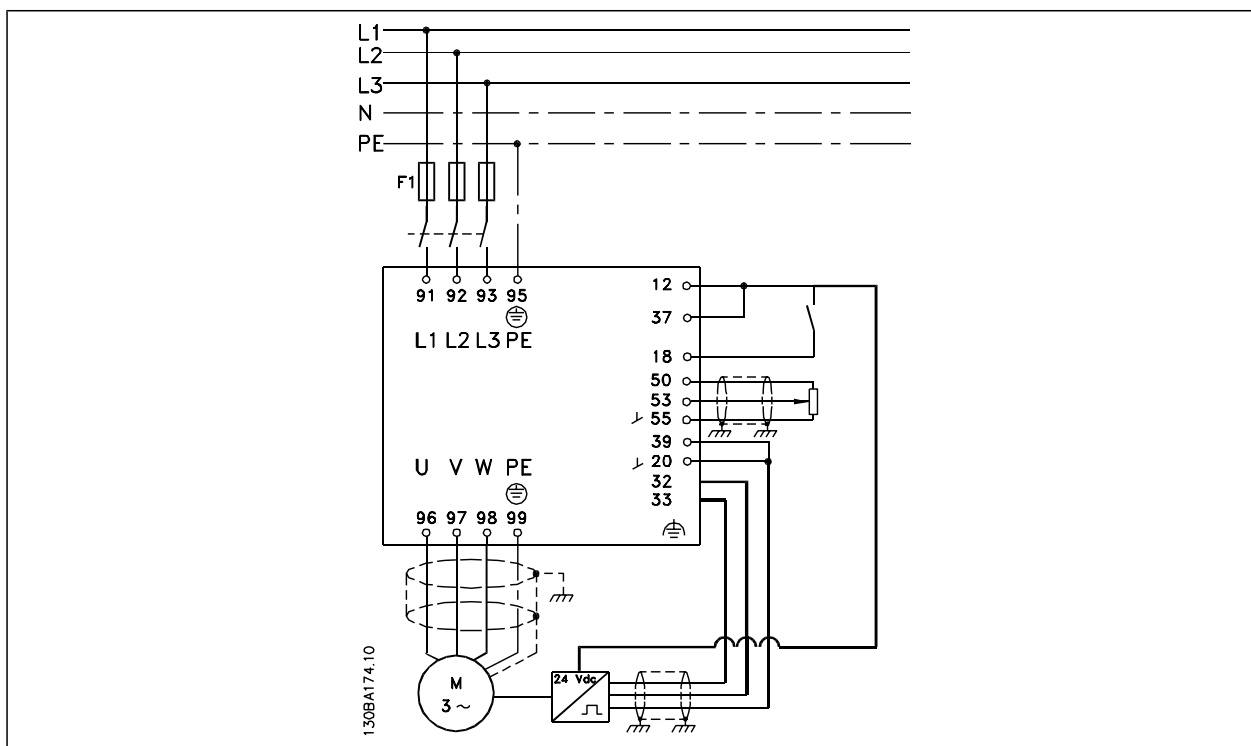 L1
L2
L3
N
PE
F1
91 92 93 95
L1 L2 L3 PE
12
37
18
50
53
55
39
20
32
33
U V W PE
96 97 98 99
M
3 ~
24 Vdc
130BA174.10